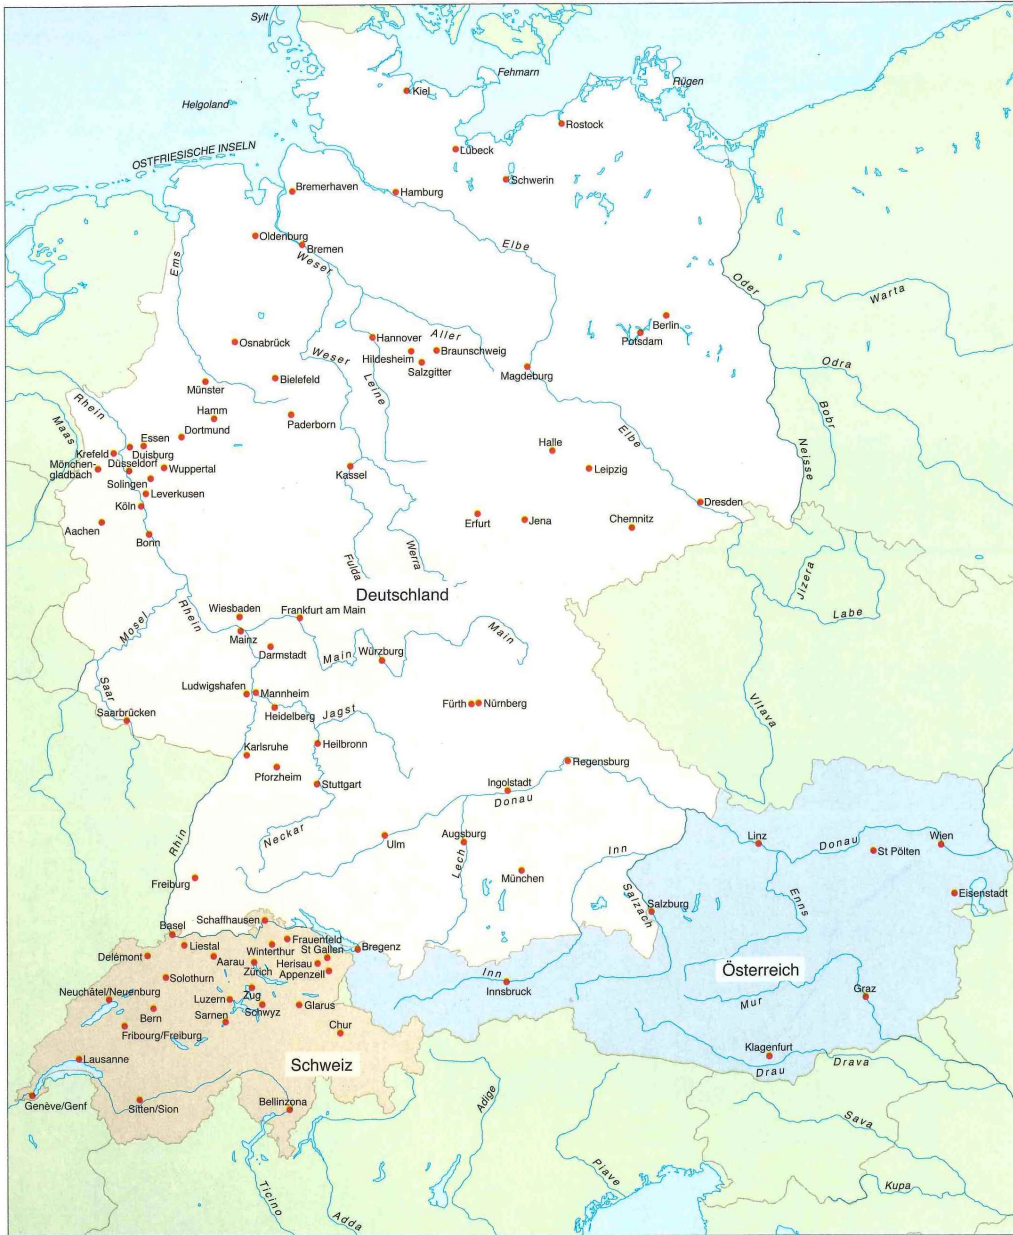 Sylt
Fehmarn
Rügen
Kiel
Helgoland
Rostock
OSTFRIESISCHE INSELN
Lübeck
Schwerin
Bremerhaven
Hamburg
Oldenburg
Bremen
Elbe
Ems
Weser
Oder
Warta
Berlin
Potsdam
Osnabrück
Weser
Hannover
Aller
Hildesheim
Braunschweig
Salzgitter
Magdeburg
Odra
Bielefeld
Münster
Leine
Rhein
Maas
Hamm
Dortmund
Paderborn
Bobr
Elbe
Neisse
Essen
Duisburg
Krefeld
Düsseldorf
Mönchen-
gladbach
Wuppertal
Solingen
Leverkusen
Köln
Kassel
Halle
Leipzig
Dresden
Aachen
Bonn
Erfurt
Jena
Chemnitz
Fulda
Werra
Deutschland
Jizera
Labe
Mosel
Rhein
Wiesbaden
Frankfurt am Main
Mainz
Darmstadt
Main
Würzburg
Main
Saar
Saarbrücken
Ludwigshafen
Mannheim
Heidelberg
Jagst
Fürth
Nürnberg
Vltava
Karlsruhe
Heilbronn
Pforzheim
Stuttgart
Regensburg
Ingolstadt
Donau
Rhin
Neckar
Ulm
Augsburg
Lech
München
Inn
Salzach
Linz
Donau
St Pölten
Wien
Freiburg
Eisenstadt
Enns
Salzburg
Schaffhausen
Basel
Liestal
Delémont
Aarau
Frauenfeld
Winterthur
St Gallen
Herisau
Appenzell
Zürich
Bregenz
Solothurn
Inn
Innsbruck
Österreich
Mur
Graz
Neuchâtel/Neuenburg
Luzern
Zug
Schwyz
Glarus
Bern
Sarnen
Fribourg/Freiburg
Chur
Lausanne
Schweiz
Klagenfurt
Drau
Drava
Genève/Genf
Sitten/Sion
Bellinzona
Adige
Sava
Piave
Kupa
Ticino
Adda